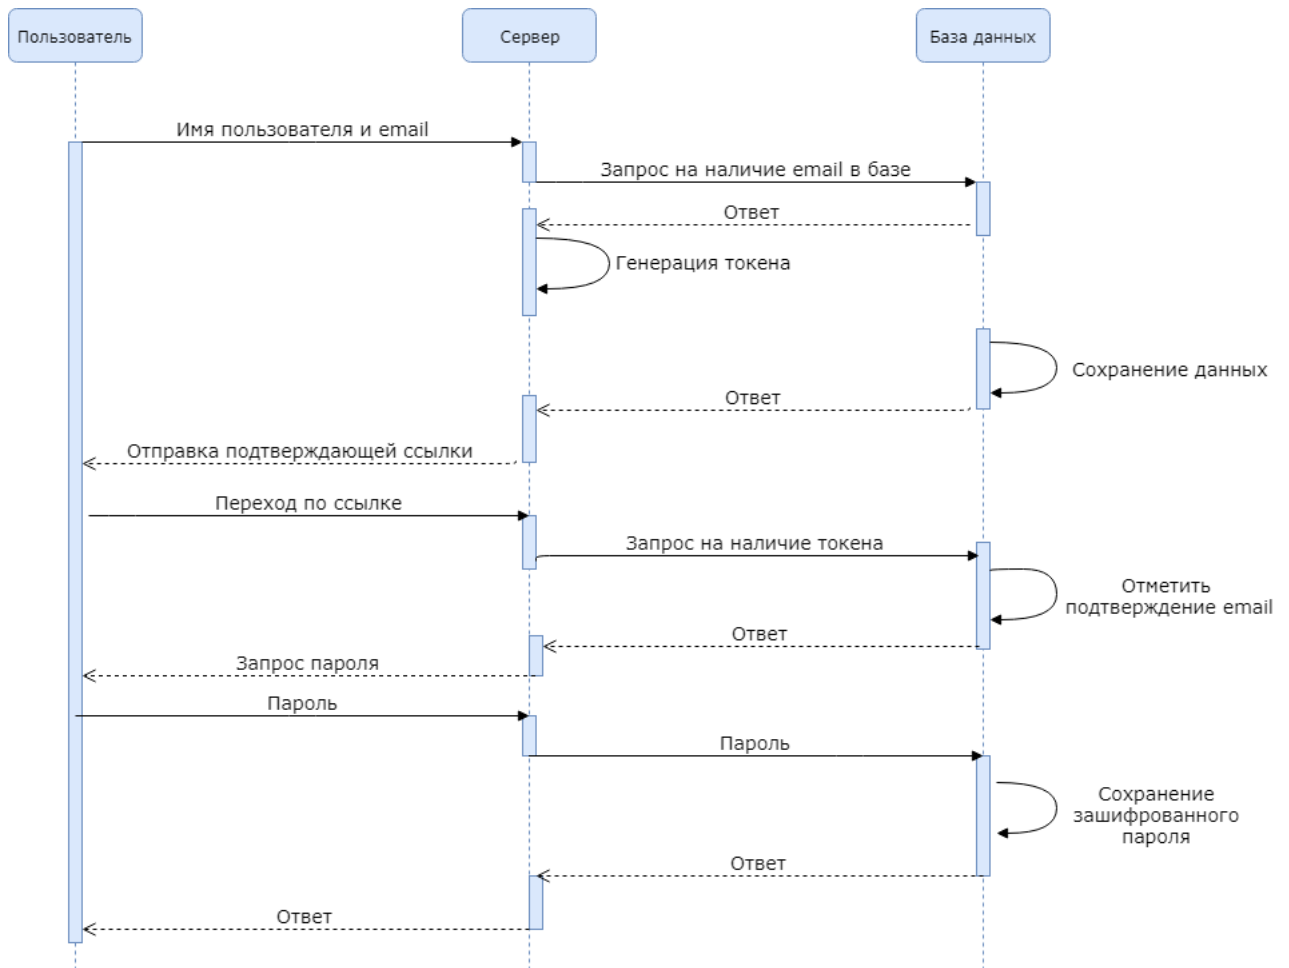 Пользователь
Сервер
База данных
Имя пользователя и email
Запрос на наличие email в базе
Ответ
Генерация токена
Сохранение данных
Ответ
Отправка подтверждающей ссылки
Переход по ссылке
Запрос на наличие токена
Отметить
подтверждение email
Ответ
Запрос пароля
Пароль
Пароль
Сохранение
зашифрованного
пароля
Ответ
Ответ